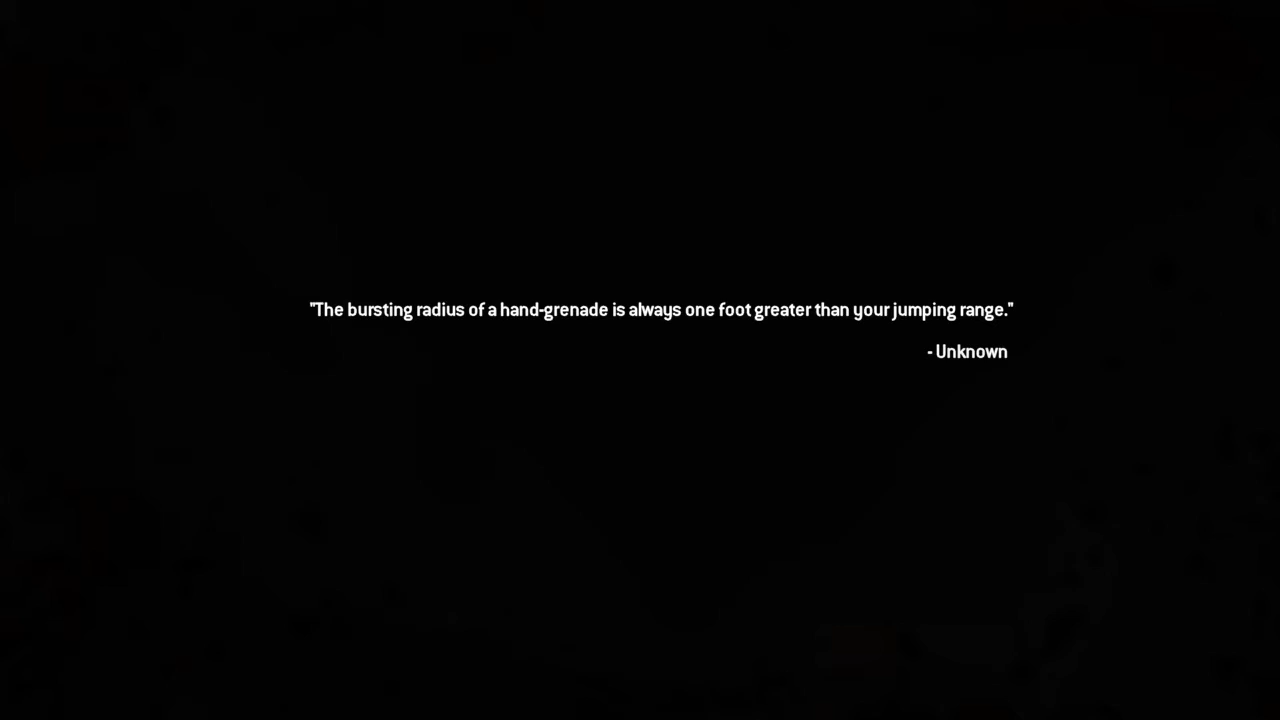 "The bursting radius of a hand-grenade is always one foot greater than your jumping range."
- Unknown